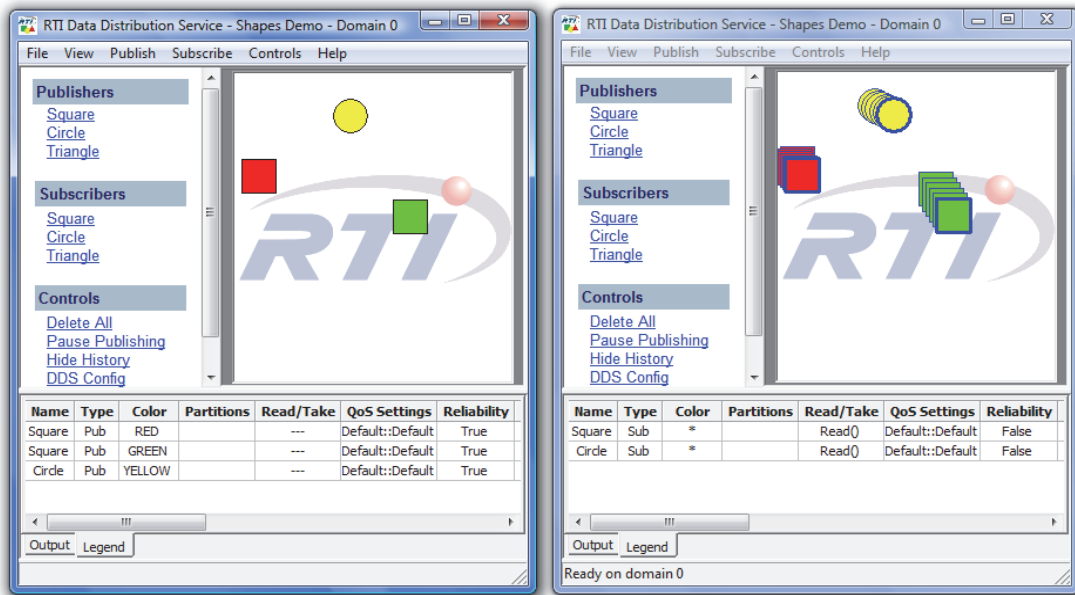 RTI Data Distribution Service - Shapes Demo - Domain 0
File View Publish Subscribe Controls Help
Publishers
Square
Circle
Triangle
Subscribers
Square
Circle
Triangle
Controls
Delete All
Pause Publishing
Hide History
DDS Config
RTI
Name Type Color Partitions Read/Take QoS Settings Reliability
Square Pub RED --- Default::Default True
Square Pub GREEN --- Default::Default True
Circle Pub YELLOW --- Default::Default True
Output Legend
RTI Data Distribution Service - Shapes Demo - Domain 0
File View Publish Subscribe Controls Help
Publishers
Square
Circle
Triangle
Subscribers
Square
Circle
Triangle
Controls
Delete All
Pause Publishing
Hide History
DDS Config
RTI
Name Type Color Partitions Read/Take QoS Settings Reliability
Square Sub * Read() Default::Default False
Circle Sub * Read() Default::Default False
Output Legend
Ready on domain 0